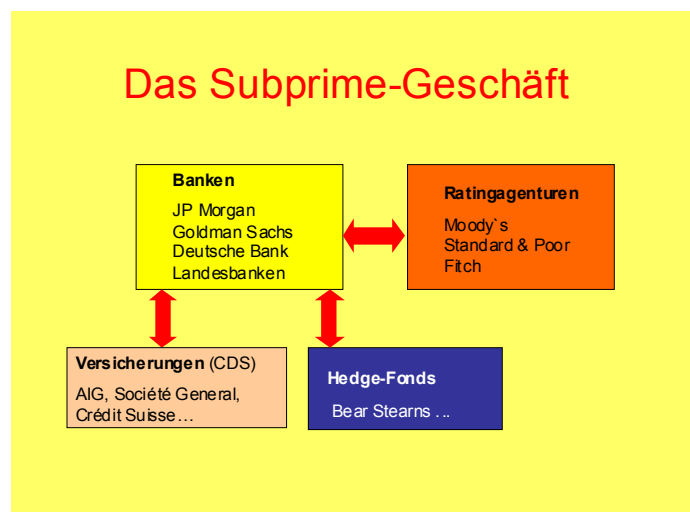 Das Subprime-Geschäft
Banken
JP Morgan
Goldman Sachs
Deutsche Bank
Landesbanken
Ratingagenturen
Moody`s
Standard & Poor
Fitch
Versicherungen (CDS)
AIG, Société General,
Crédit Suisse…
Hedge-Fonds
Bear Stearns ...